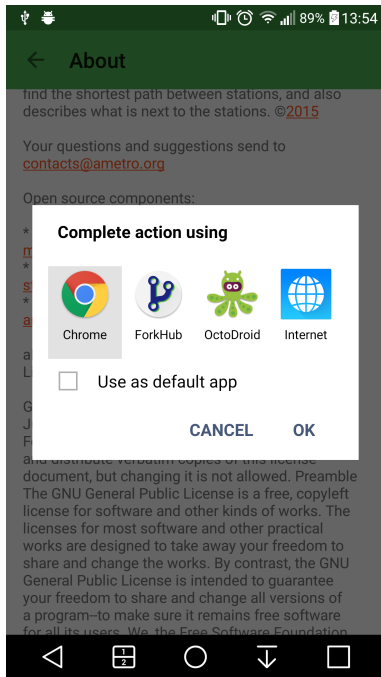 89% 13:54
About
find the shortest path between stations, and also
describes what is next to the stations. ©2015
Your questions and suggestions send to
contacts@ametro.org
Open source components:
*
m
*
*
a
Complete action using
Chrome
ForkHub
OctoDroid
Internet
Use as default app
CANCEL
OK
a
L
G
J
F
and distribute verbatim copies of this license
document, but changing it is not allowed. Preamble
The GNU General Public License is a free, copyleft
license for software and other kinds of works. The
licenses for most software and other practical
works are designed to take away your freedom to
share and change the works. By contrast, the GNU
General Public License is intended to guarantee
your freedom to share and change all versions of
a program--to make sure it remains free software
for all its users. We, the Free Software Foundation
1
2